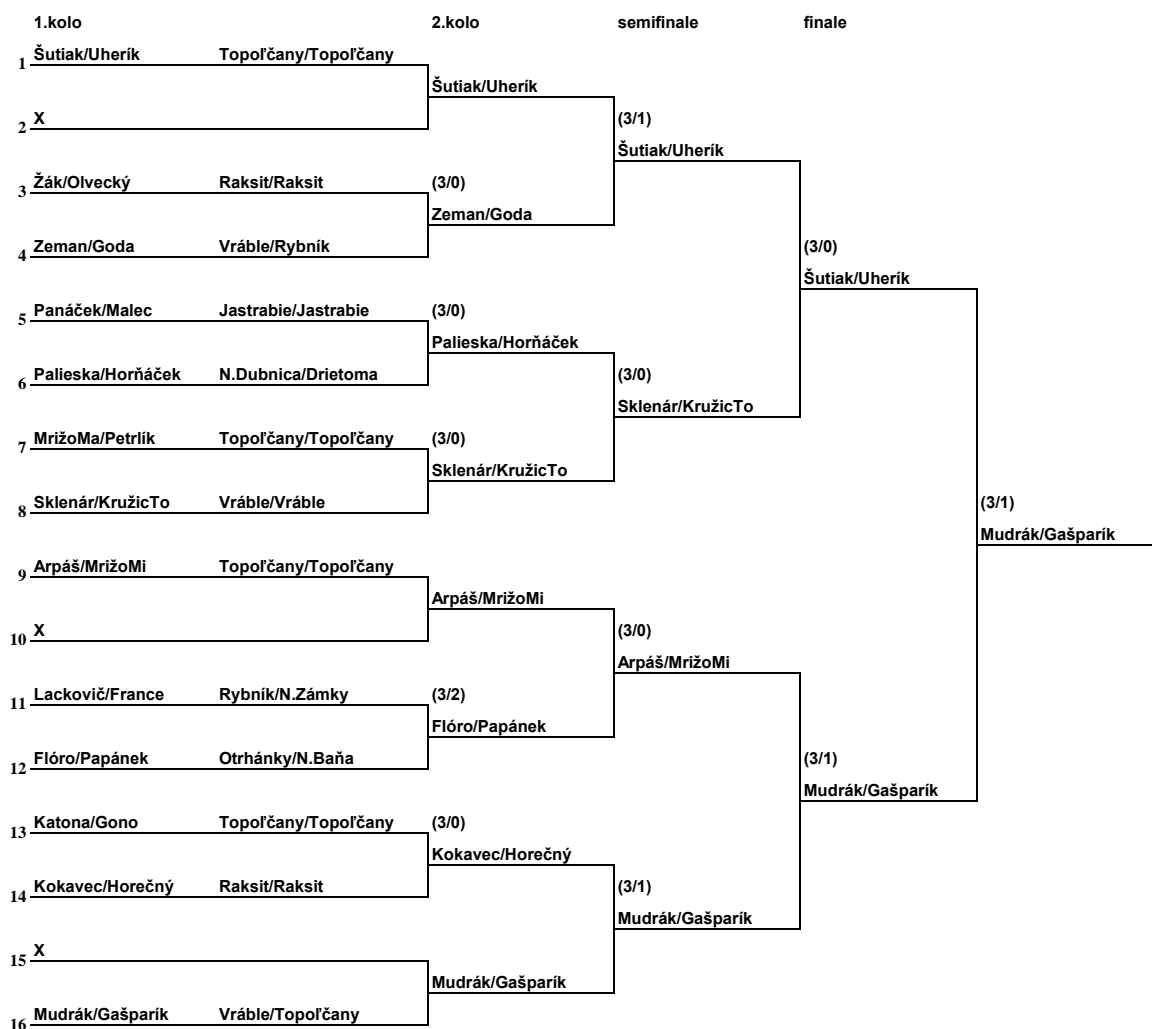 1.kolo 2.kolo semifinale finale
1 Šutiak/Uherík Topoľčany/Topoľčany
Šutiak/Uherík
2 X (3/1)
Šutiak/Uherík
3 Žák/Olvecký Raksit/Raksit (3/0)
Zeman/Goda
4 Zeman/Goda Vráble/Rybník (3/0)
Šutiak/Uherík
5 Panáček/Malec Jastrabie/Jastrabie (3/0)
Palieska/Horňáček
6 Palieska/Horňáček N.Dubnica/Drietoma (3/0)
Sklenár/KružicTo
7 MrižoMa/Petrlík Topoľčany/Topoľčany (3/0)
Sklenár/KružicTo
8 Sklenár/KružicTo Vráble/Vráble (3/1)
Mudrák/Gašparík
9 Arpáš/MrižoMi Topoľčany/Topoľčany
Arpáš/MrižoMi
10 X (3/0)
Arpáš/MrižoMi
11 Lackovič/France Rybník/N.Zámky (3/2)
Flóro/Papánek
12 Flóro/Papánek Otrhánky/N.Baňa (3/1)
Mudrák/Gašparík
13 Katona/Gono Topoľčany/Topoľčany (3/0)
Kokavec/Horečný
14 Kokavec/Horečný Raksit/Raksit (3/1)
Mudrák/Gašparík
15 X
Mudrák/Gašparík
16 Mudrák/Gašparík Vráble/Topoľčany